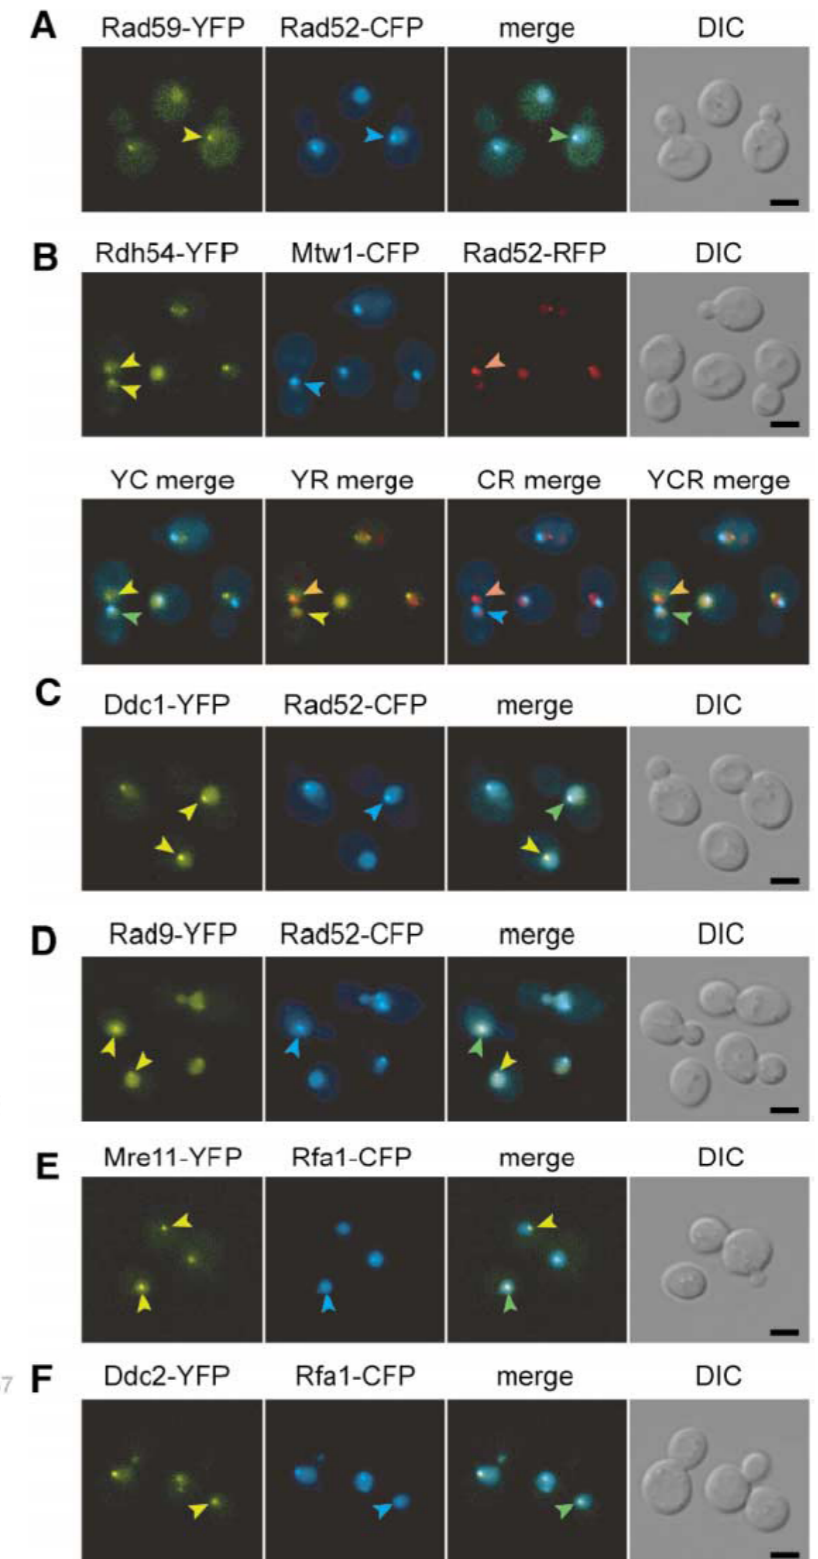 A
Rad59-YFP Rad52-CFP merge DIC
B
Rdh54-YFP Mtw1-CFP Rad52-RFP DIC
YC merge YR merge CR merge YCR merge
C
Ddc1-YFP Rad52-CFP merge DIC
D
Rad9-YFP Rad52-CFP merge DIC
E
Mre11-YFP Rfa1-CFP merge DIC
7 F
Ddc2-YFP Rfa1-CFP merge DIC